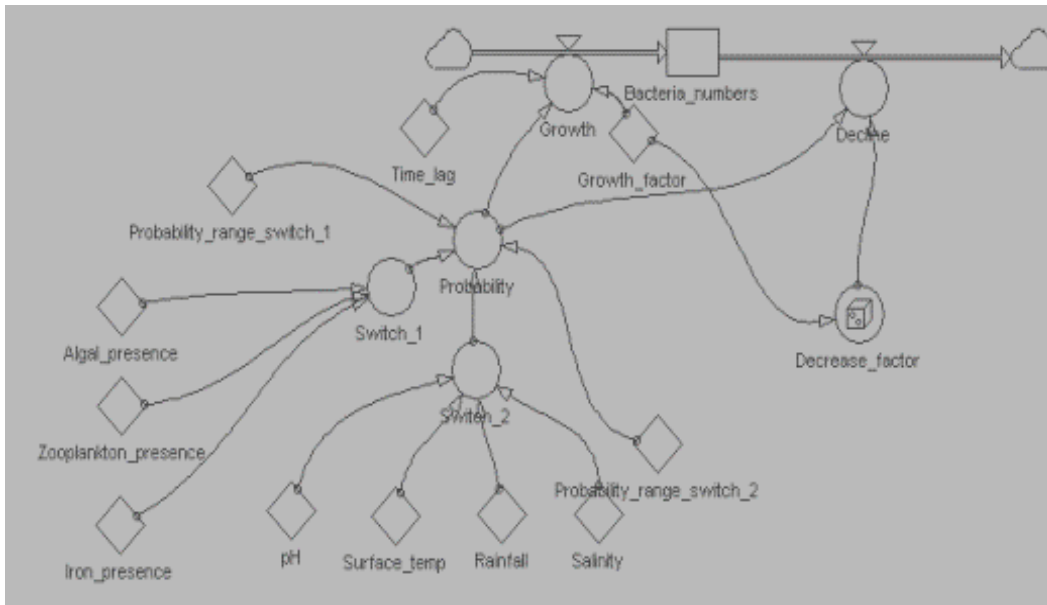 Bacteria_numbers
Growth
Decline
Time_lag
Growth_factor
Probability_range_switch_1
Probability
Switch_1
Algal_presence
Decrease_factor
Switch_2
Zooplankton_presence
Probability_range_switch_2
pH
Surface_temp
Rainfall
Salinity
Iron_presence